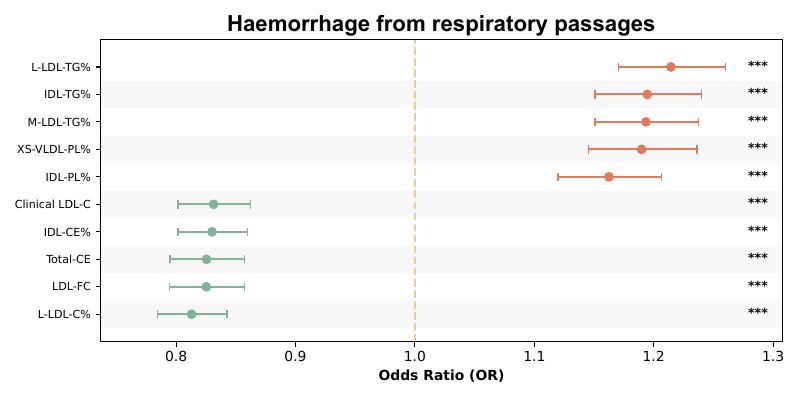 Haemorrhage from respiratory passages
L-LDL-TG% ***
IDL-TG% ***
M-LDL-TG% ***
XS-VLDL-PL% ***
IDL-PL% ***
Clinical LDL-C ***
IDL-CE% ***
Total-CE ***
LDL-FC ***
L-LDL-C% ***
0.8 0.9 1.0 1.1 1.2 1.3
Odds Ratio (OR)